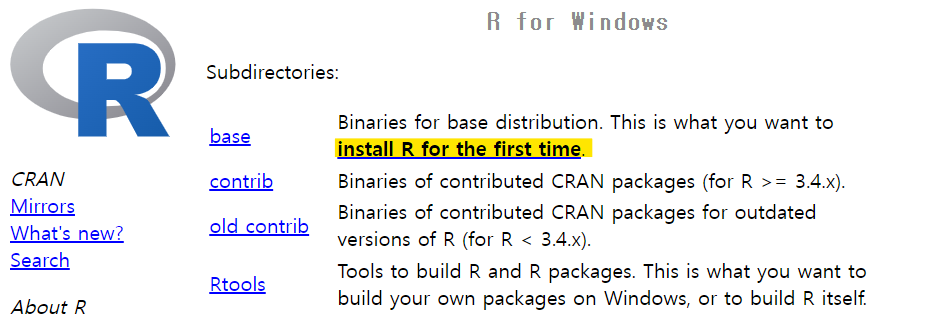 R
R for Windows
Subdirectories:
base
Binaries for base distribution. This is what you want to
install R for the first time.
contrib
Binaries of contributed CRAN packages (for R >= 3.4.x).
old contrib
Binaries of contributed CRAN packages for outdated
versions of R (for R < 3.4.x).
Rtools
Tools to build R and R packages. This is what you want to
build your own packages on Windows, or to build R itself.
CRAN
Mirrors
What's new?
Search
About R